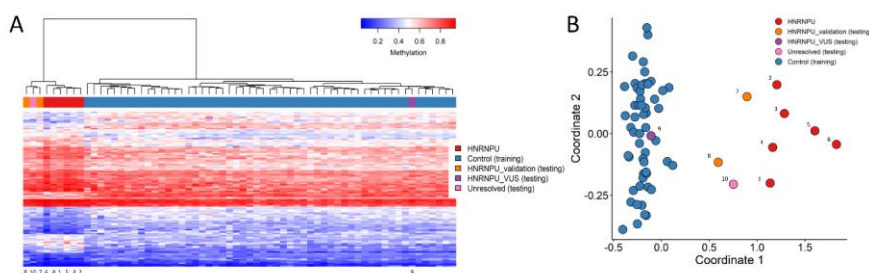 A
0.2 0.4 0.6 0.8
Methylation
HNRNPU
Control (training)
HNRNPU_validation (testing)
HNRNPU_VUS (testing)
Unresolved (testing)
B
HNRNPU
HNRNPU_validation (testing)
HNRNPU_VUS (testing)
Unresolved (testing)
Control (training)
Coordinate 2
0.25
0.00
-0.25
2
7
3
5
9
6
4
8
10
1
-0.5 0.0 0.5 1.0 1.5
Coordinate 1